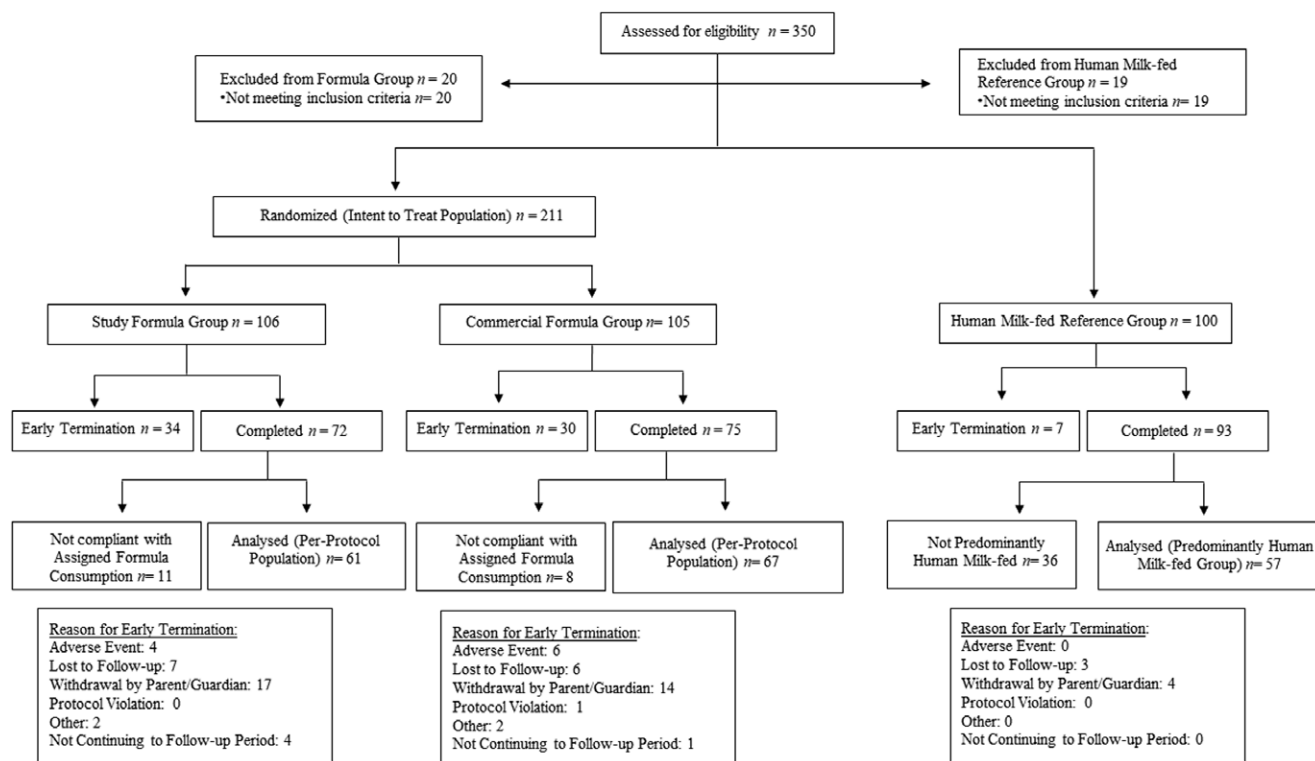 Assessed for eligibility n = 350
Excluded from Formula Group n = 20
•Not meeting inclusion criteria n= 20
Excluded from Human Milk-fed
Reference Group n = 19
•Not meeting inclusion criteria n= 19
Randomized (Intent to Treat Population) n = 211
Study Formula Group n = 106
Commercial Formula Group n= 105
Human Milk-fed Reference Group n = 100
Early Termination n = 34
Completed n = 72
Early Termination n = 30
Completed n = 75
Early Termination n = 7
Completed n = 93
Not compliant with
Assigned Formula
Consumption n= 11
Analysed (Per-Protocol
Population) n = 61
Not compliant with
Assigned Formula
Consumption n= 8
Analysed (Per-Protocol
Population) n = 67
Not Predominantly
Human Milk-fed n = 36
Analysed (Predominantly Human
Milk-fed Group) n= 57
Reason for Early Termination:
Adverse Event: 4
Lost to Follow-up: 7
Withdrawal by Parent/Guardian: 17
Protocol Violation: 0
Other: 2
Not Continuing to Follow-up Period: 4
Reason for Early Termination:
Adverse Event: 6
Lost to Follow-up: 6
Withdrawal by Parent/Guardian: 14
Protocol Violation: 1
Other: 2
Not Continuing to Follow-up Period: 1
Reason for Early Termination:
Adverse Event: 0
Lost to Follow-up: 3
Withdrawal by Parent/Guardian: 4
Protocol Violation: 0
Other: 0
Not Continuing to Follow-up Period: 0